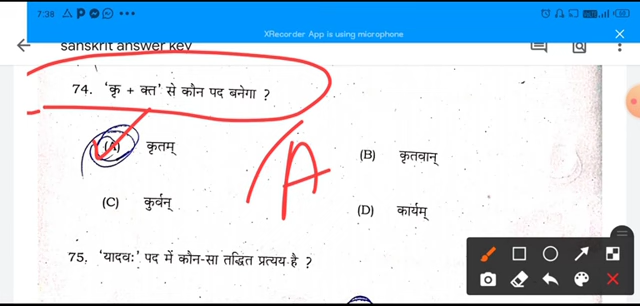 7:36
XRecorder App is using microphone
sanskrit answer key
74. 'कृ + क्त' से कौन पद बनेगा ?
(A) कृतम्
(B) कृतवान्
A
(C) कुर्वन्
(D) कार्यम्
75. 'यादवः' पद में कौन-सा तद्धित प्रत्यय है ?